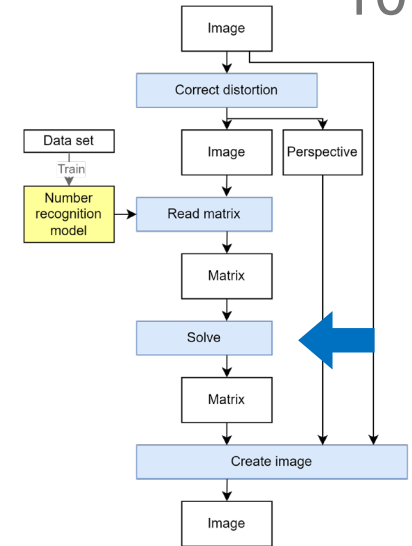 10
Image
Correct distortion
Data set
Image
Perspective
Train
Number
recognition
model
Read matrix
Matrix
Solve
Matrix
Create image
Image